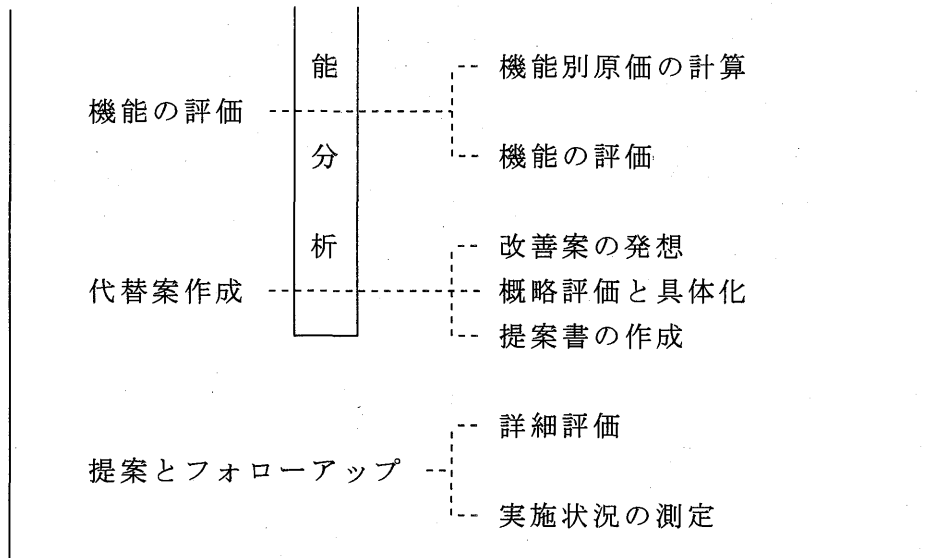 能
機能別原価の計算
機能の評価
分
機能の評価
析
改善案の発想
代替案作成
概略評価と具体化
提案書の作成
詳細評価
提案とフォローアップ
実施状況の測定